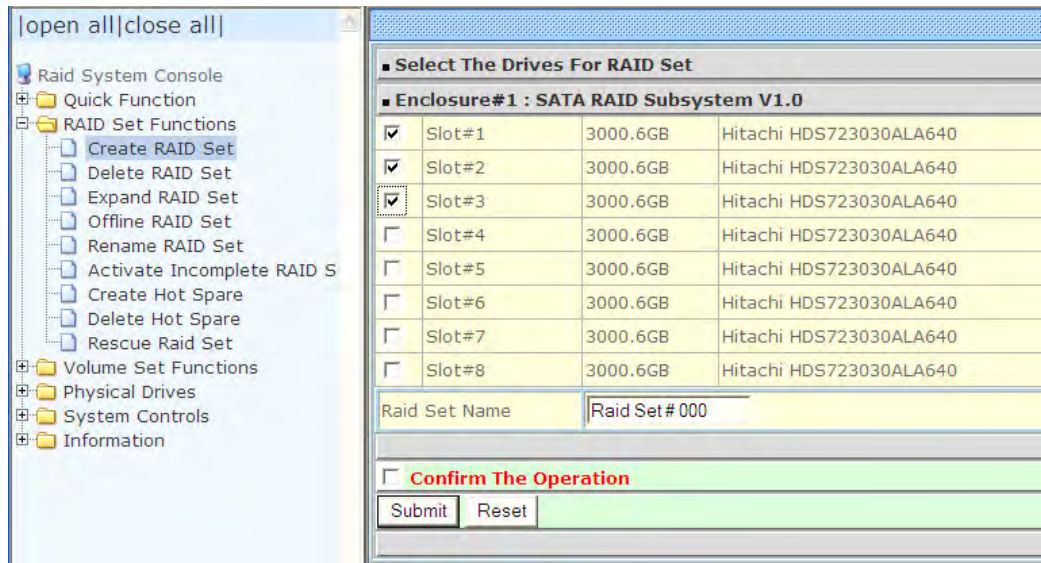 |open all|close all|
Raid System Console
Quick Function
RAID Set Functions
Create RAID Set
Delete RAID Set
Expand RAID Set
Offline RAID Set
Rename RAID Set
Activate Incomplete RAID S
Create Hot Spare
Delete Hot Spare
Rescue Raid Set
Volume Set Functions
Physical Drives
System Controls
Information
Select The Drives For RAID Set
Enclosure#1 : SATA RAID Subsystem V1.0
Slot#1 3000.6GB Hitachi HDS723030ALA640
Slot#2 3000.6GB Hitachi HDS723030ALA640
Slot#3 3000.6GB Hitachi HDS723030ALA640
Slot#4 3000.6GB Hitachi HDS723030ALA640
Slot#5 3000.6GB Hitachi HDS723030ALA640
Slot#6 3000.6GB Hitachi HDS723030ALA640
Slot#7 3000.6GB Hitachi HDS723030ALA640
Slot#8 3000.6GB Hitachi HDS723030ALA640
Raid Set Name Raid Set # 000
Confirm The Operation
Submit Reset